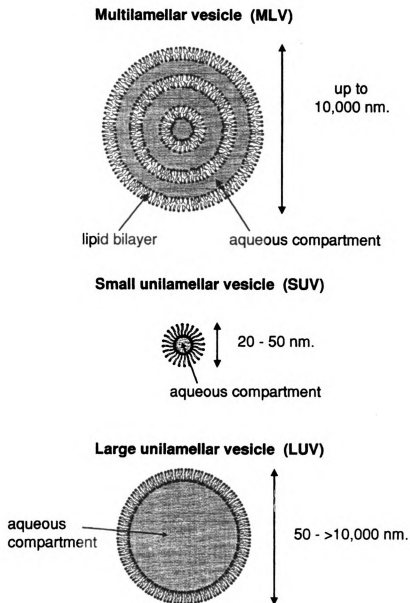 Multilamellar vesicle (MLV)
up to
10,000 nm.
lipid bilayer
aqueous compartment
Small unilamellar vesicle (SUV)
20 - 50 nm.
aqueous compartment
Large unilamellar vesicle (LUV)
aqueous
compartment
50 - >10,000 nm.